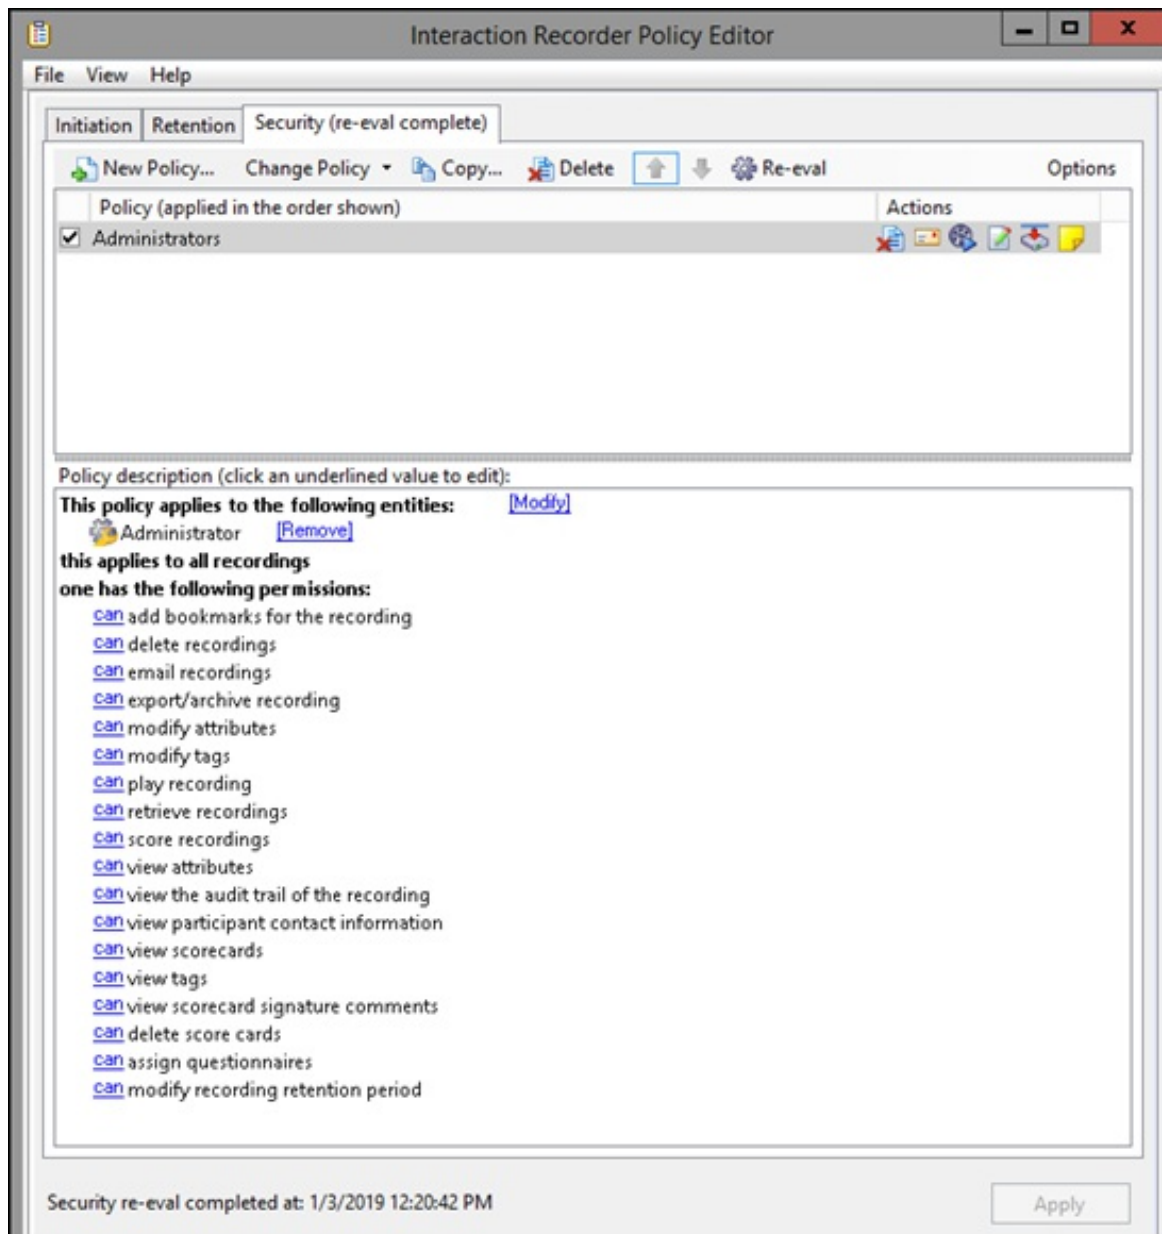 Interaction Recorder Policy Editor
File View Help
Initiation Retention Security (re-eval complete)
New Policy... Change Policy Copy... Delete Re-eval Options
Policy (applied in the order shown) Actions
Administrators
Policy description (click an underlined value to edit):
This policy applies to the following entities: [Modify]
Administrator [Remove]
this applies to all recordings
one has the following permissions:
can add bookmarks for the recording
can delete recordings
can email recordings
can export/archive recording
can modify attributes
can modify tags
can play recording
can retrieve recordings
can score recordings
can view attributes
can view the audit trail of the recording
can view participant contact information
can view scorecards
can view tags
can view scorecard signature comments
can delete score cards
can assign questionnaires
can modify recording retention period
Security re-eval completed at: 1/3/2019 12:20:42 PM Apply